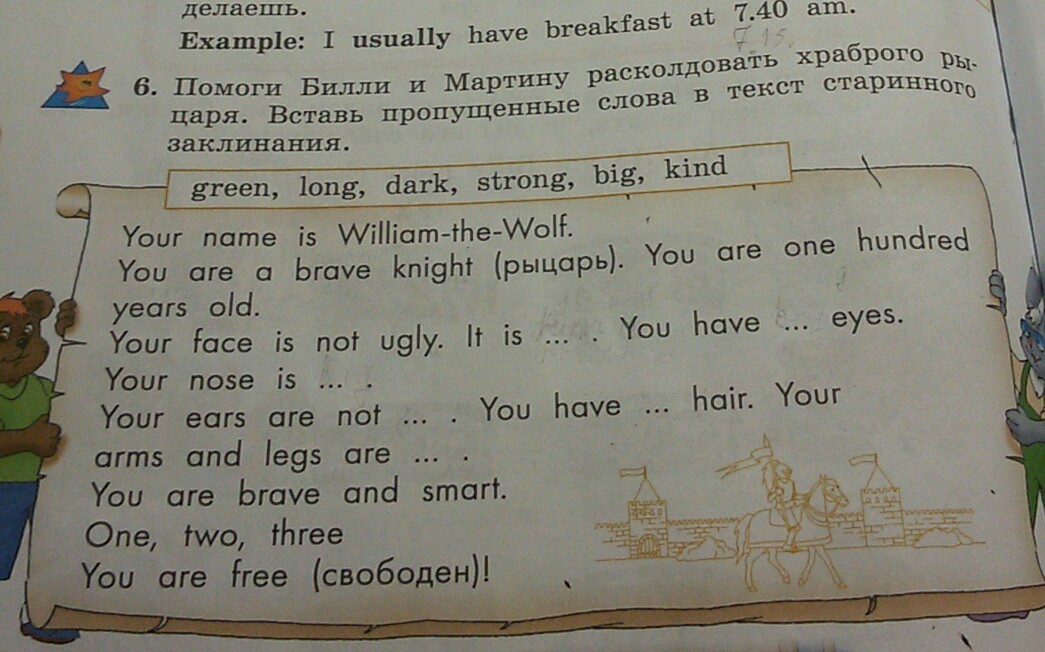 делаешь.
Example: I usually have breakfast at 7.40 am.
7.15.
6. Помоги Билли и Мартину расколдовать храброго ры-
царя. Вставь пропущенные слова в текст старинного
заклинания.
green, long, dark, strong, big, kind
Your name is William-the-Wolf.
You are a brave knight (рыцарь). You are one hundred
years old.
Your face is not ugly. It is ... . You have ... eyes.
Your nose is ... .
Your ears are not ... . You have ... hair. Your
arms and legs are ... .
You are brave and smart.
One, two, three
You are free (свободен)!